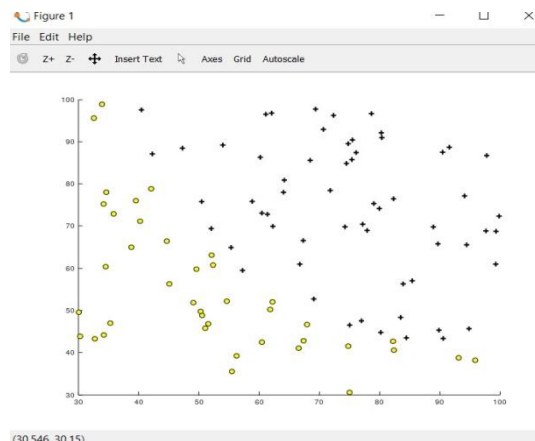 Figure 1
File Edit Help
Z+ Z- Insert Text Axes Grid Autoscale
100
90
80
70
60
50
40
30
30 40 50 60 70 80 90 100
(30.546, 30.15)